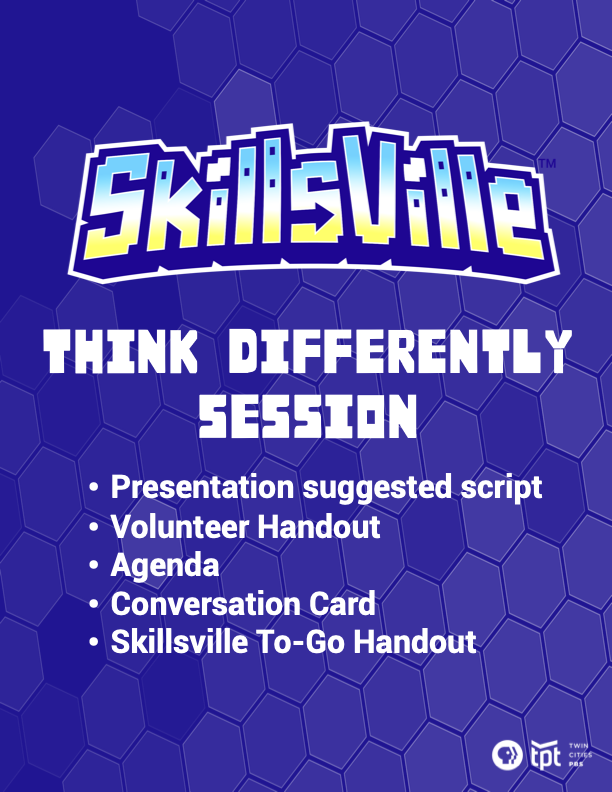 Skillsville™
THINK DIFFERENTLY
SESSION
• Presentation suggested script
• Volunteer Handout
• Agenda
• Conversation Card
• Skillsville To-Go Handout
tpt
TWIN
CITIES
PBS